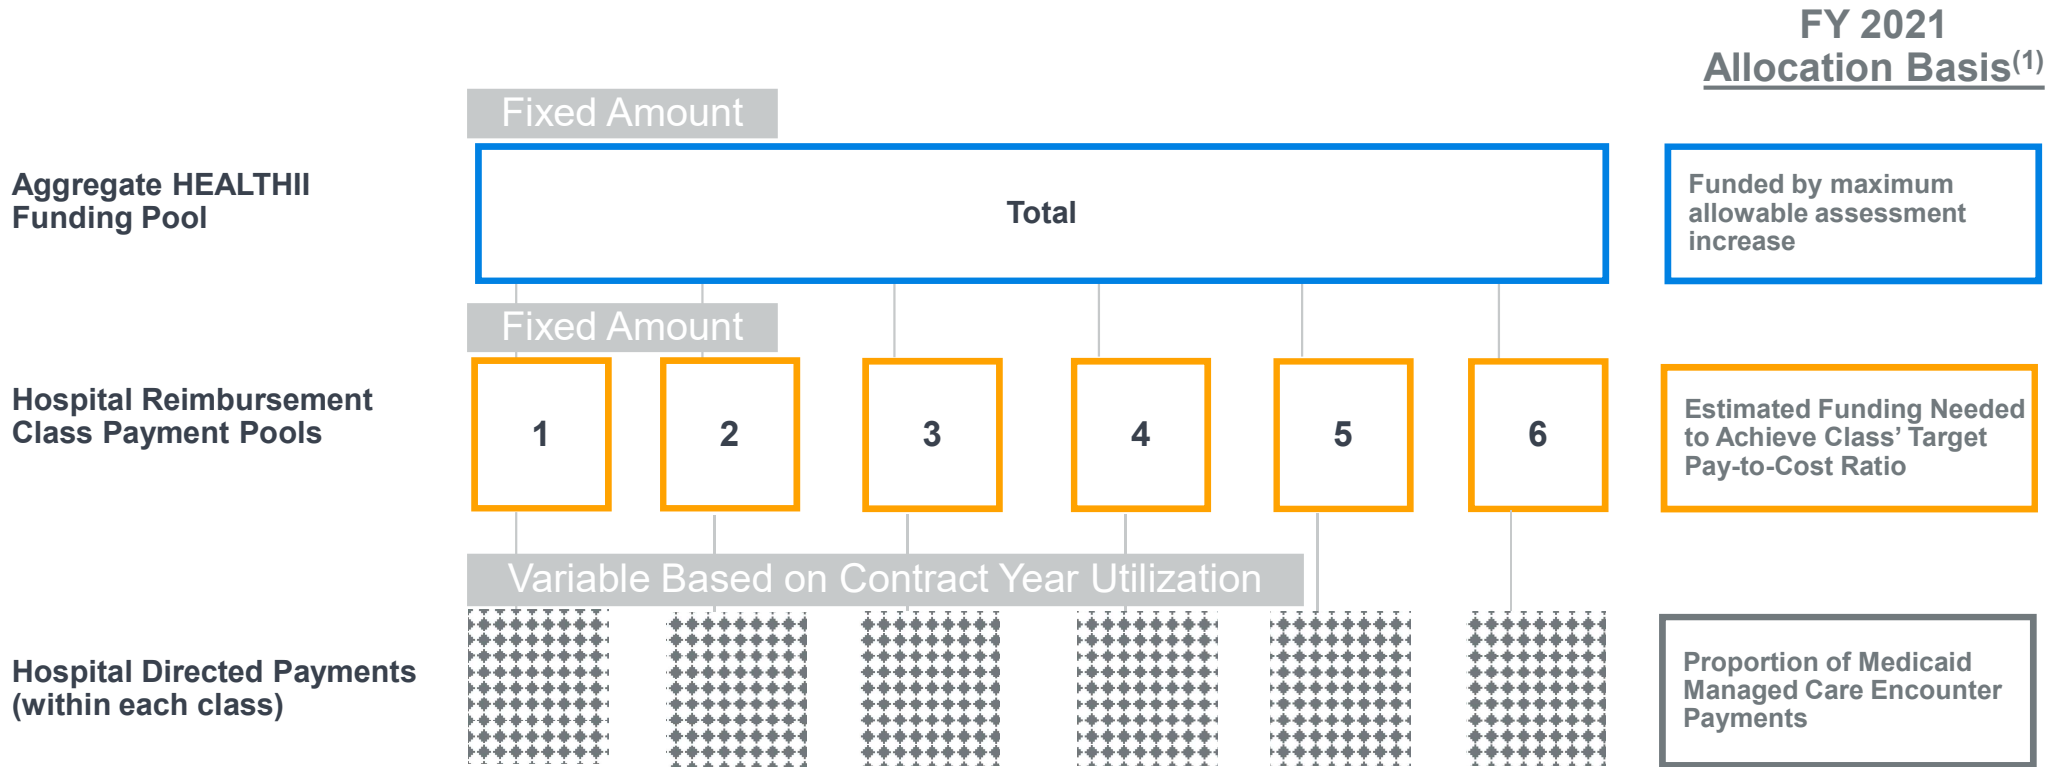 FY 2021
Allocation Basis(1)
Fixed Amount
Aggregate HEALTHII
Funding Pool
Total
Funded by maximum
allowable assessment
increase
Fixed Amount
Hospital Reimbursement
Class Payment Pools
1
2
3
4
5
6
Estimated Funding Needed
to Achieve Class’ Target
Pay-to-Cost Ratio
Variable Based on Contract Year Utilization
Hospital Directed Payments
(within each class)
Proportion of Medicaid
Managed Care Encounter
Payments